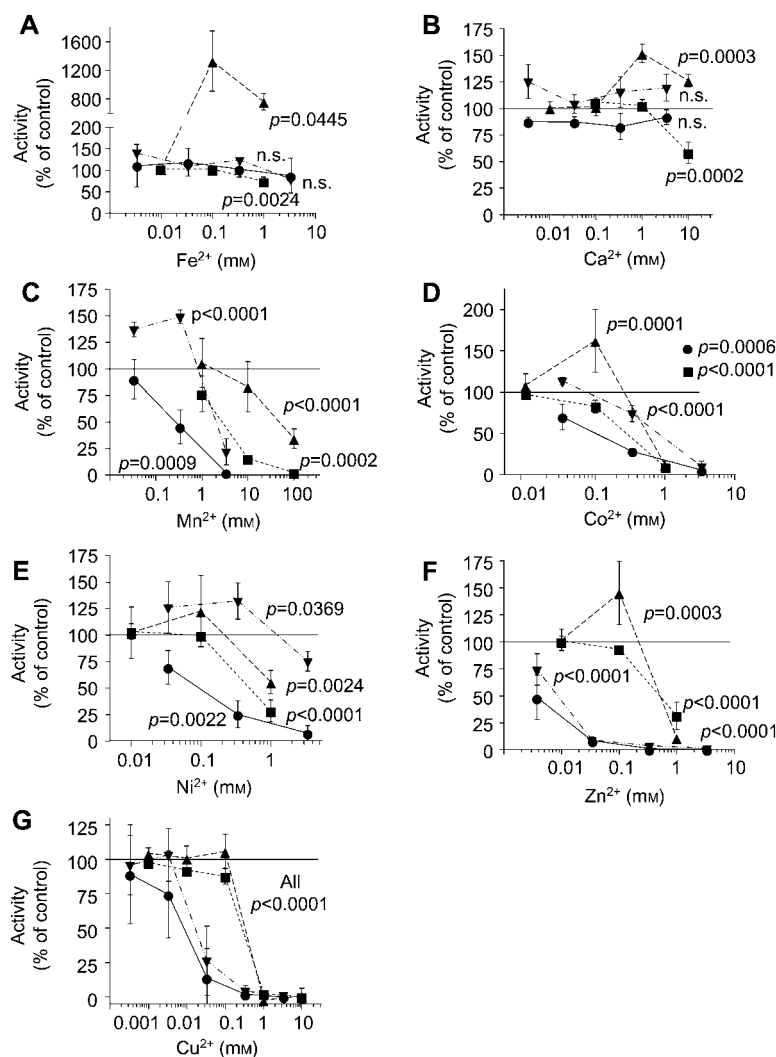 A
1600
1400
1200
1000
800
600
200
150
100
50
0
Activity
(% of control)
p=0.0445
n.s.
n.s.
p=0.0024
0.01 0.1 1 10
Fe2+ (mM)
B
175
150
125
100
75
50
25
0
Activity
(% of control)
p=0.0003
n.s.
n.s.
p=0.0002
0.01 0.1 1 10
Ca2+ (mM)
C
175
150
125
100
75
50
25
0
Activity
(% of control)
p<0.0001
p<0.0001
p=0.0009
p=0.0002
0.1 1 10 100
Mn2+ (mM)
D
200
150
100
50
0
Activity
(% of control)
p=0.0001
p=0.0006
p<0.0001
p<0.0001
0.01 0.1 1 10
Co2+ (mM)
E
175
150
125
100
75
50
25
0
Activity
(% of control)
p=0.0369
p=0.0024
p=0.0022
p<0.0001
0.01 0.1 1
Ni2+ (mM)
F
175
150
125
100
75
50
25
0
Activity
(% of control)
p=0.0003
p<0.0001
p<0.0001
p<0.0001
0.01 0.1 1 10
Zn2+ (mM)
G
125
100
75
50
25
0
Activity
(% of control)
All
p<0.0001
0.001 0.01 0.1 1 10
Cu2+ (mM)